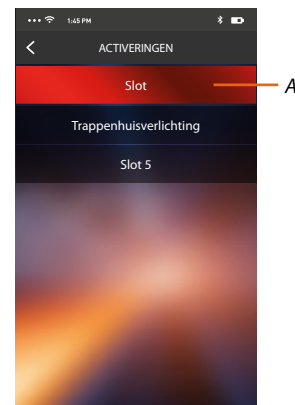 1:45 PM
ACTIVERINGEN
Slot
A
Trappenhuisverlichting
Slot 5